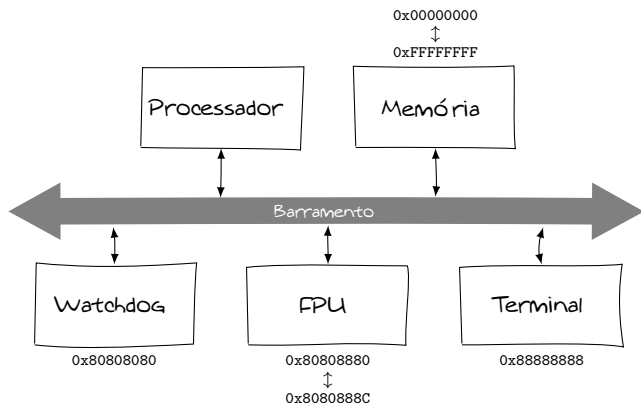 0x00000000
↕
0xFFFFFFFF
Processador
Memória
Barramento
WatchdoG
FPU
Terminal
0x80808080
0x80808880
0x88888888
↕
0x8080888C